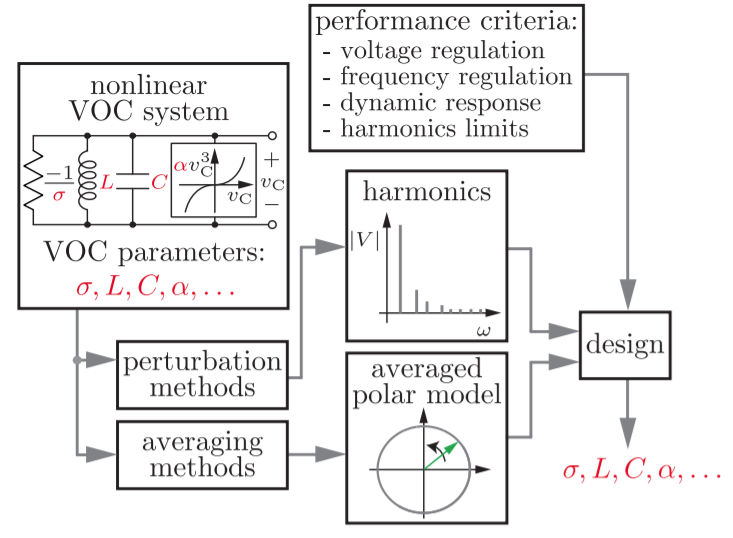 performance criteria:
- voltage regulation
- frequency regulation
- dynamic response
- harmonics limits
nonlinear
VOC system
−1/σ
L
C
αv_C^3
v_C
+
v_C
−
VOC parameters:
σ, L, C, α, ...
harmonics
|V|
ω
perturbation
methods
averaged
polar model
averaging
methods
design
σ, L, C, α, ...